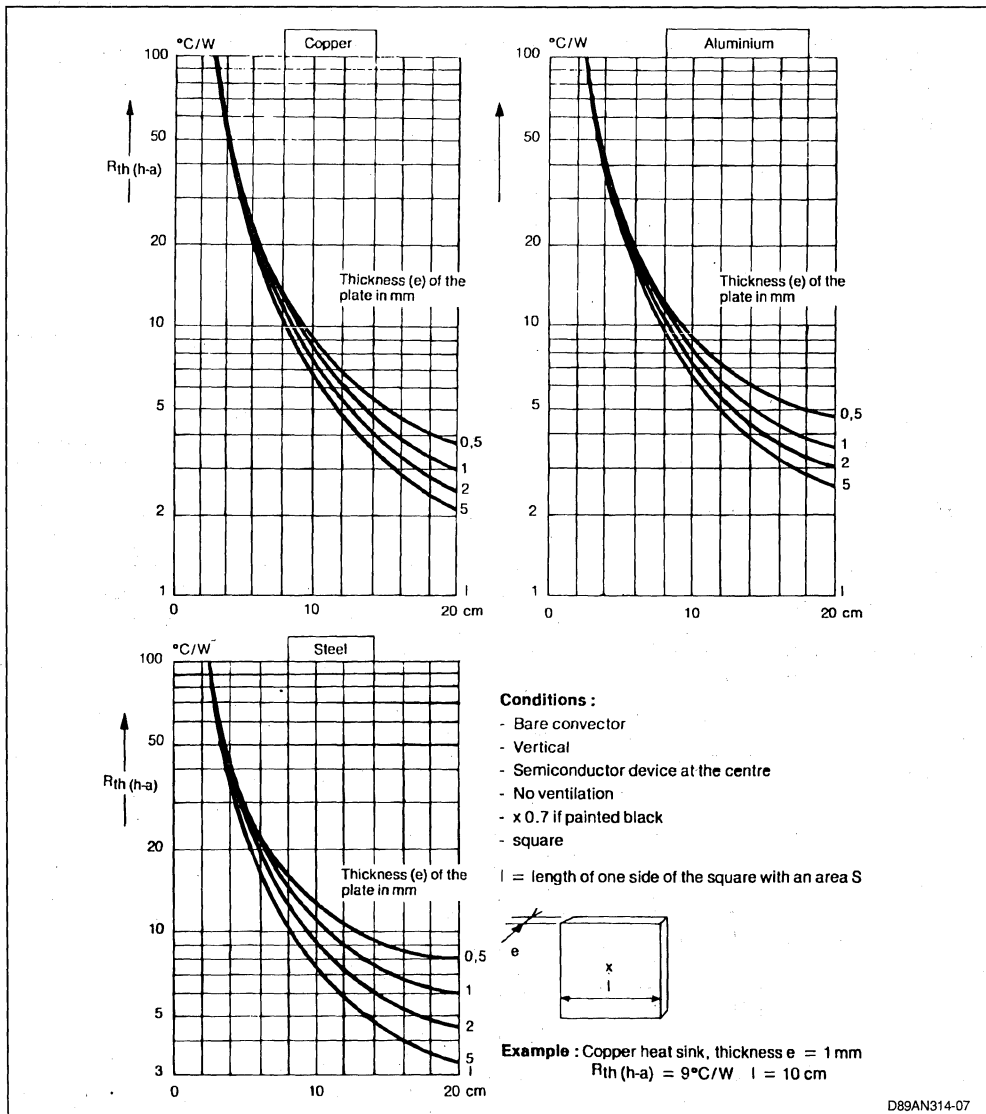 °C/W Copper
100
50
Rth (h-a)
20
Thickness (e) of the
plate in mm
10
5
0,5
1
2
5
2
1
l
0 10 20 cm
Aluminium
°C/W
100
50
20
Thickness (e) of the
plate in mm
10
5
0,5
1
2
5
2
1
l
0 10 20 cm
°C/W Steel
100
50
Rth (h-a)
20
Thickness (e) of the
plate in mm
10
0,5
1
5
2
5
3
l
0 10 20 cm
Conditions :
- Bare convector
- Vertical
- Semiconductor device at the centre
- No ventilation
- x 0.7 if painted black
- square
l = length of one side of the square with an area S
e
x
l
Example : Copper heat sink, thickness e = 1 mm
Rth (h-a) = 9°C/W l = 10 cm
D89AN314-07